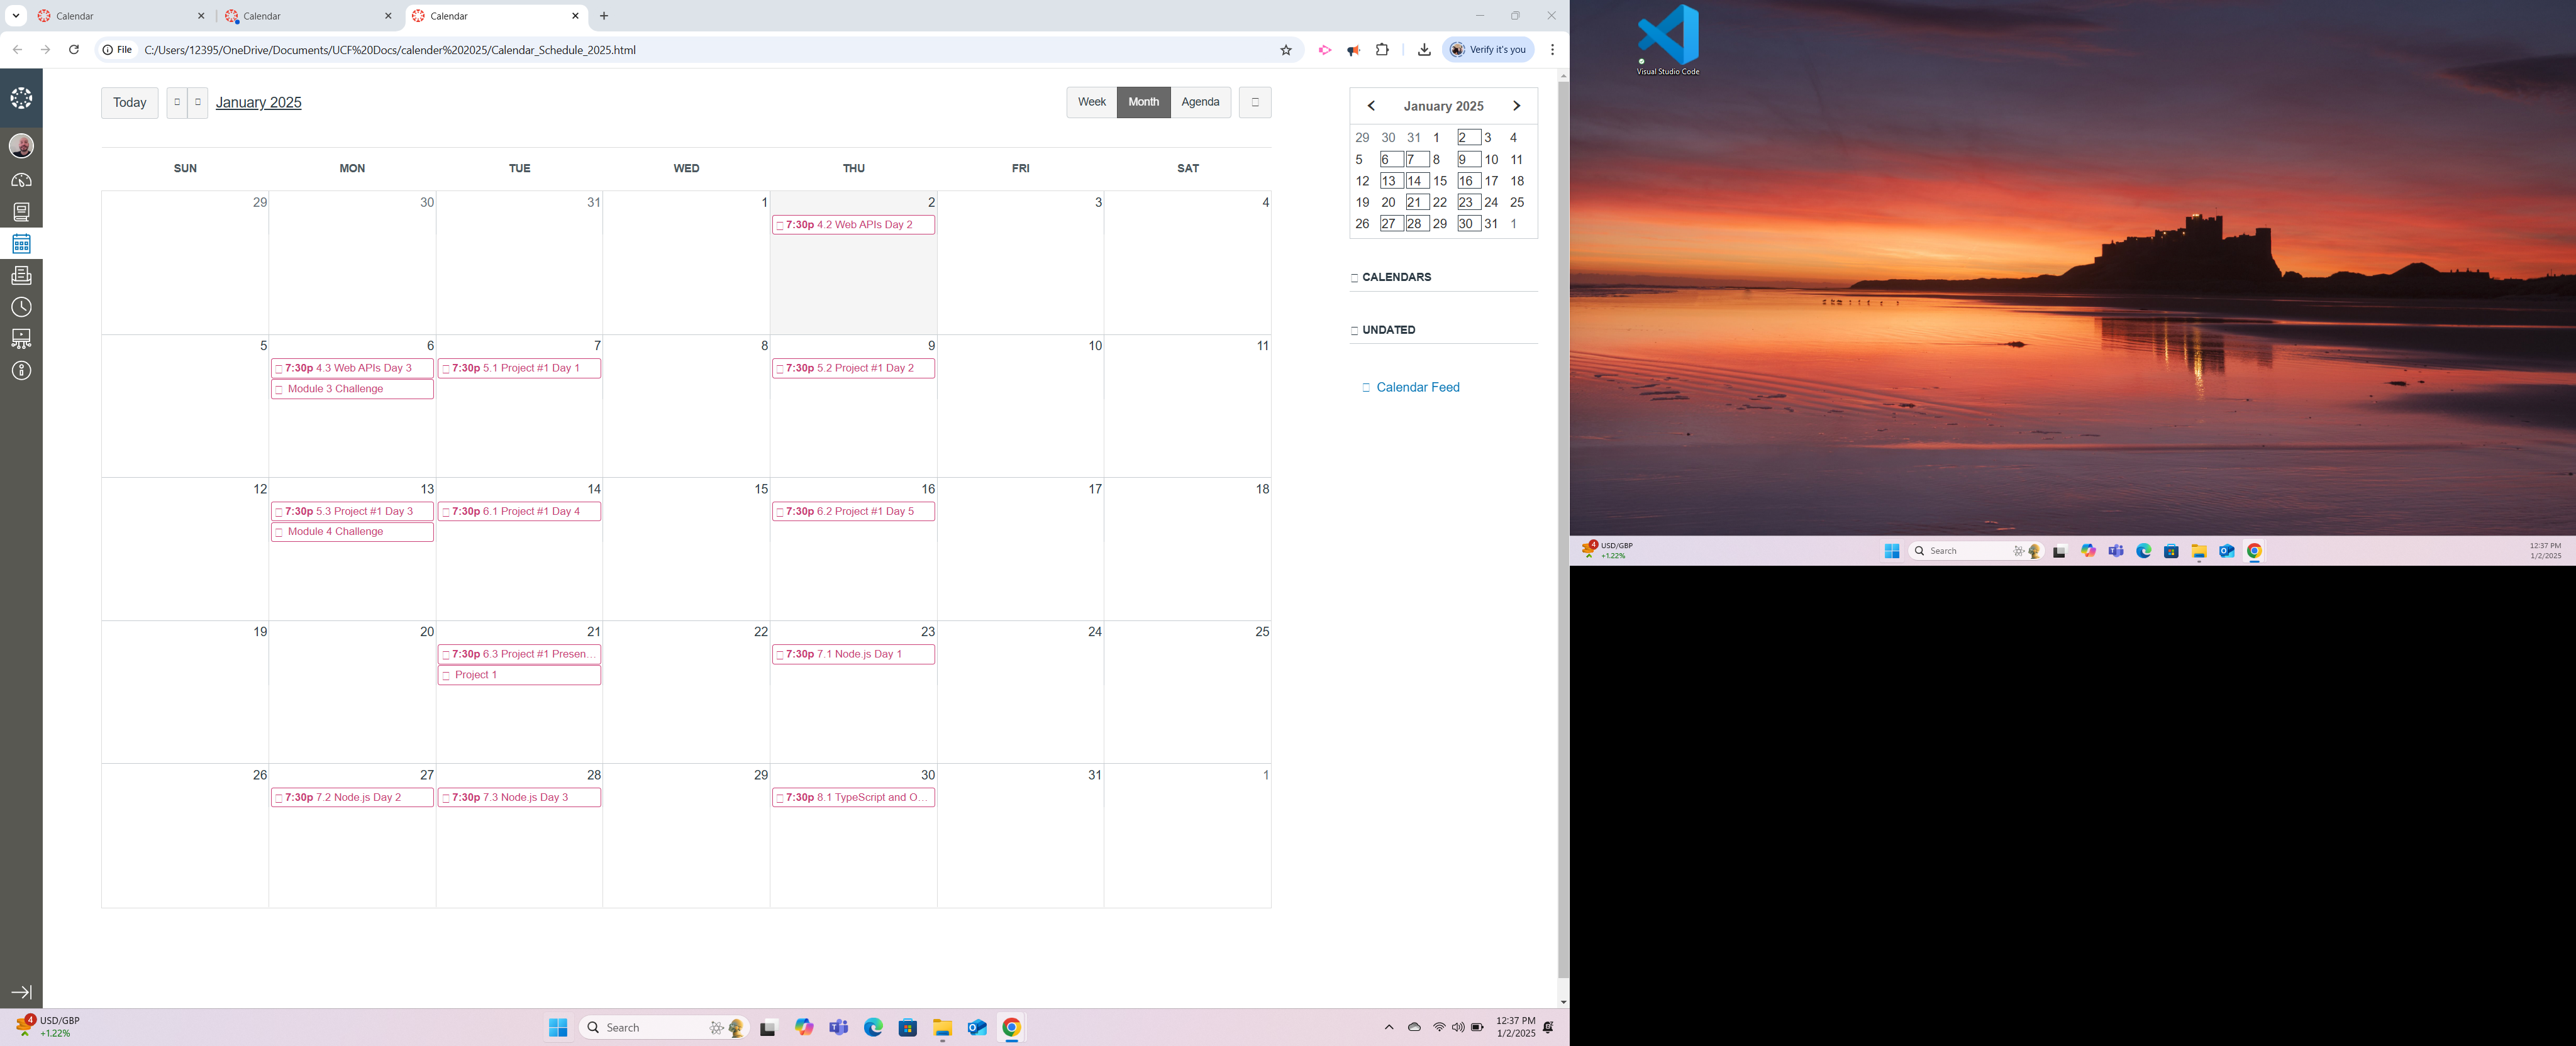 Calendar
Calendar
Calendar
File C:/Users/12395/OneDrive/Documents/UCF%20Docs/calender%202025/Calendar_Schedule_2025.html
Verify it's you
Today January 2025
Week Month Agenda
SUN MON TUE WED THU FRI SAT
29 30 31 1 2 3 4
7:30p 4.2 Web APIs Day 2
5 6 7 8 9 10 11
7:30p 4.3 Web APIs Day 3
7:30p 5.1 Project #1 Day 1
7:30p 5.2 Project #1 Day 2
Module 3 Challenge
12 13 14 15 16 17 18
7:30p 5.3 Project #1 Day 3
7:30p 6.1 Project #1 Day 4
7:30p 6.2 Project #1 Day 5
Module 4 Challenge
19 20 21 22 23 24 25
7:30p 6.3 Project #1 Presen...
7:30p 7.1 Node.js Day 1
Project 1
26 27 28 29 30 31 1
7:30p 7.2 Node.js Day 2
7:30p 7.3 Node.js Day 3
7:30p 8.1 TypeScript and O...
January 2025
29 30 31 1 2 3 4
5 6 7 8 9 10 11
12 13 14 15 16 17 18
19 20 21 22 23 24 25
26 27 28 29 30 31 1
CALENDARS
UNDATED
Calendar Feed
4
USD/GBP
+1.22%
Search
12:37 PM
1/2/2025
Visual Studio Code
4
USD/GBP
+1.22%
Search
12:37 PM
1/2/2025